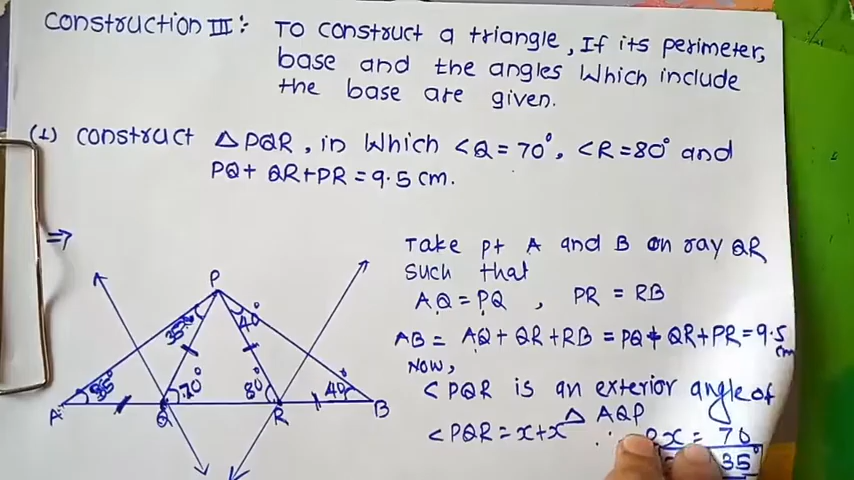 Construction III : To construct a triangle, If its perimeter,
base and the angles which include
the base are given.
(1) Construct △PQR, in which <Q = 70°, <R = 80° and
PQ + QR + PR = 9.5 cm.
=>
Take pt A and B on ray QR
such that
AQ = PQ , PR = RB
AB = AQ + QR + RB = PQ + QR + PR = 9.5 cm
Now,
<PQR is an exterior angle of
△ AQP
<PQR = x + x ∴ x = 70
35°
P
35° 40°
35° 70° 80° 40°
A Q R B